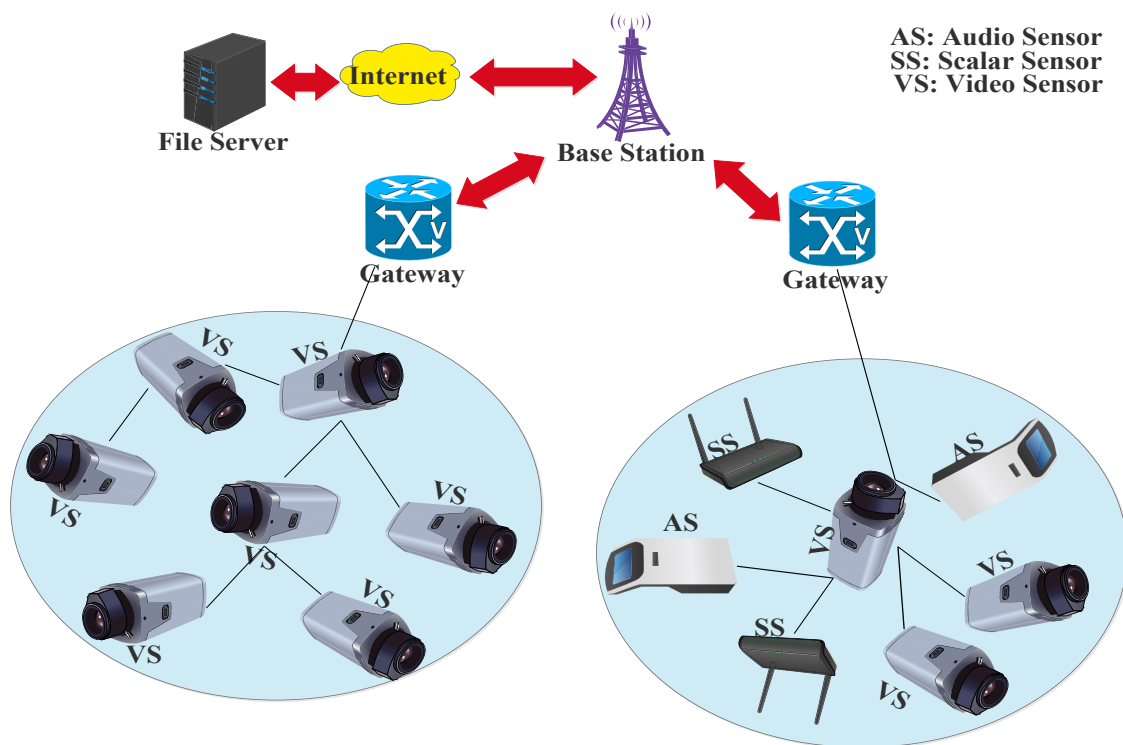 AS: Audio Sensor
SS: Scalar Sensor
VS: Video Sensor
Internet
File Server
Base Station
V
Gateway
V
Gateway
VS
VS
VS
VS
VS
VS
VS
SS
AS
AS
VS
VS
SS
VS